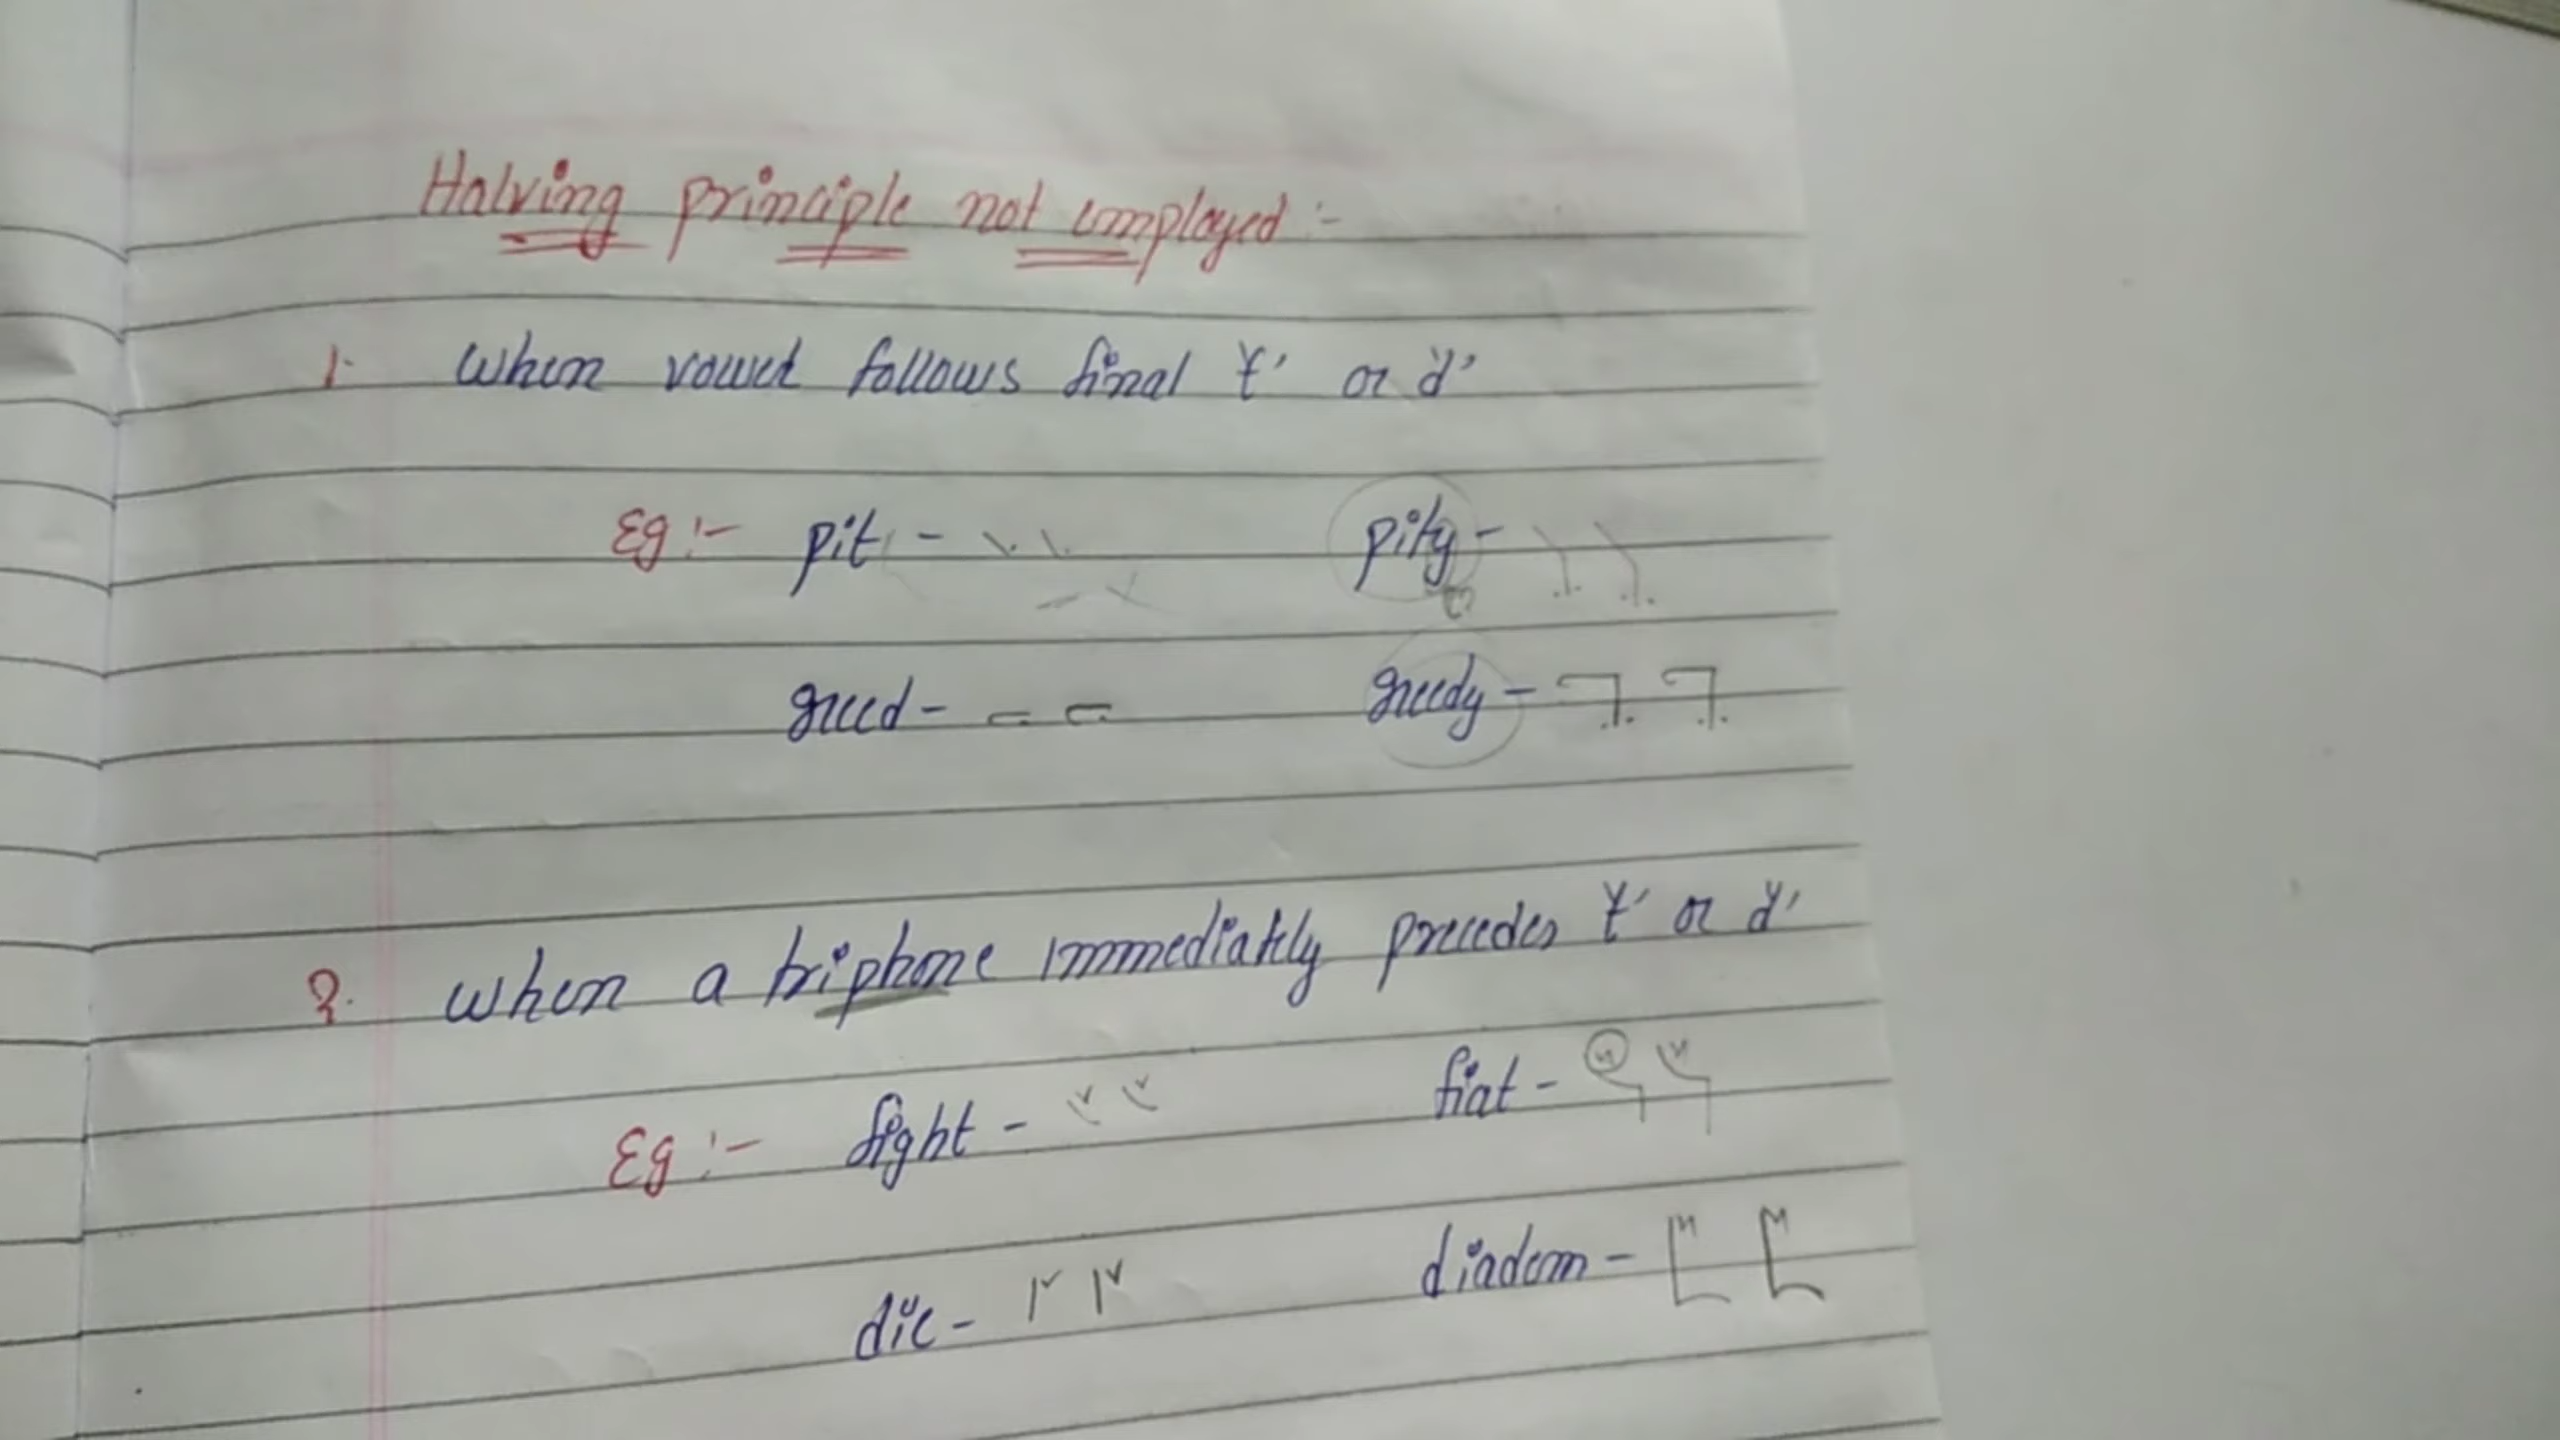 Halving principle not employed :-
1. When vowel follows final 't' or 'd'
Eg :- pit - pity -
greed - greedy -
2. When a triphone immediately precedes 't' or 'd'
Eg :- fight - fiat -
die - diadem -